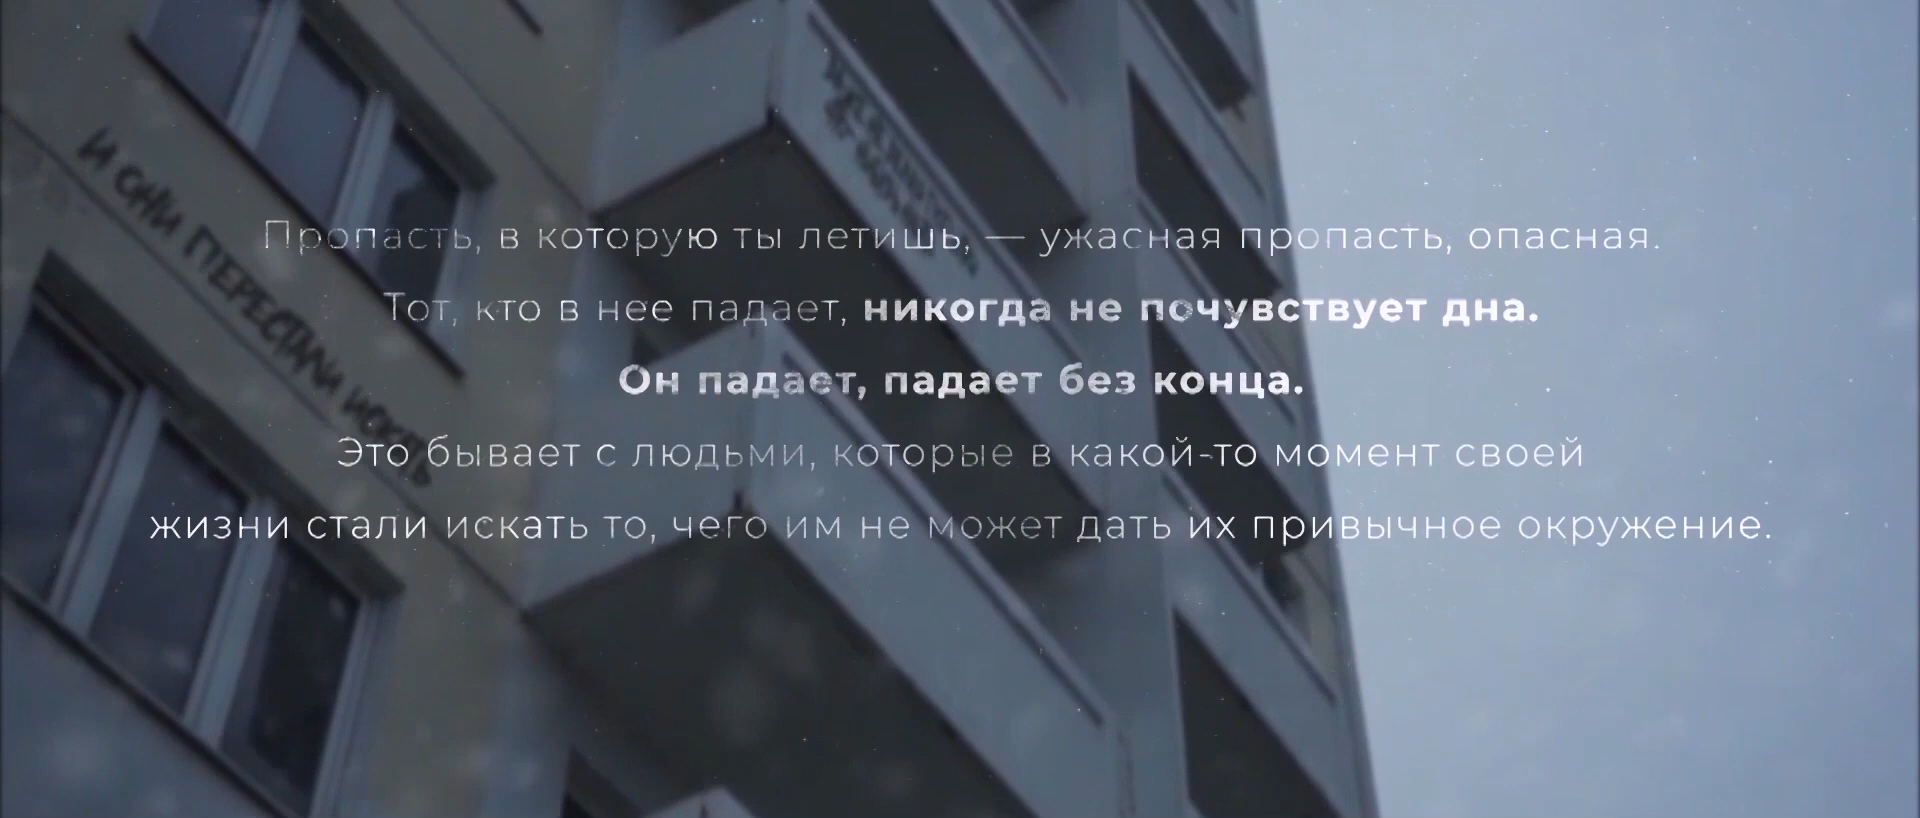 Пропасть, в которую ты летишь, — ужасная пропасть, опасная.
Тот, кто в нее падает, никогда не почувствует дна.
Он падает, падает без конца.
Это бывает с людьми, которые в какой-то момент своей
жизни стали искать то, чего им не может дать их привычное окружение.
И ОНИ ПЕРЕСТАЛИ ИСКАТЬ